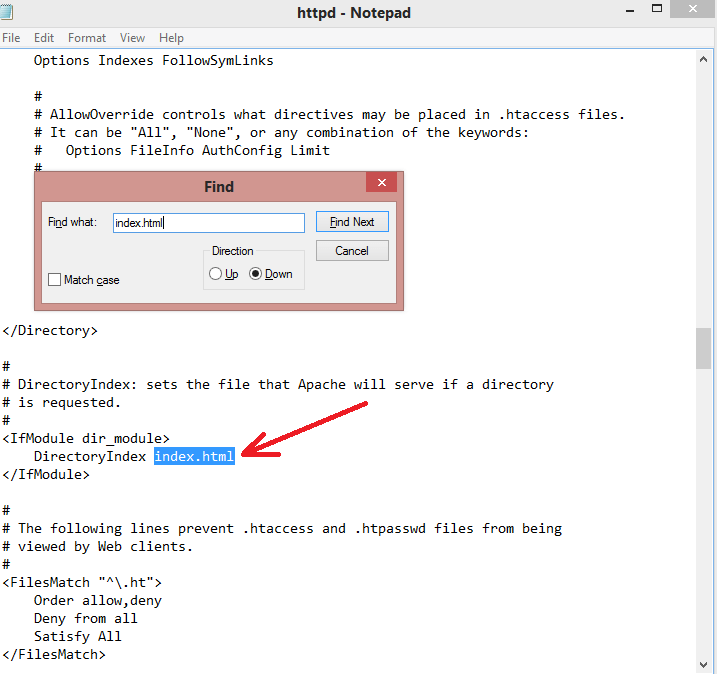 httpd - Notepad
File Edit Format View Help
Options Indexes FollowSymLinks
#
# AllowOverride controls what directives may be placed in .htaccess files.
# It can be "All", "None", or any combination of the keywords:
#   Options FileInfo AuthConfig Limit
#
Find
Find what: index.html Find Next
Direction Cancel
Up Down
Match case
</Directory>
#
# DirectoryIndex: sets the file that Apache will serve if a directory
# is requested.
#
<IfModule dir_module>
DirectoryIndex index.html
</IfModule>
#
# The following lines prevent .htaccess and .htpasswd files from being
# viewed by Web clients.
#
<FilesMatch "^\.ht">
Order allow,deny
Deny from all
Satisfy All
</FilesMatch>